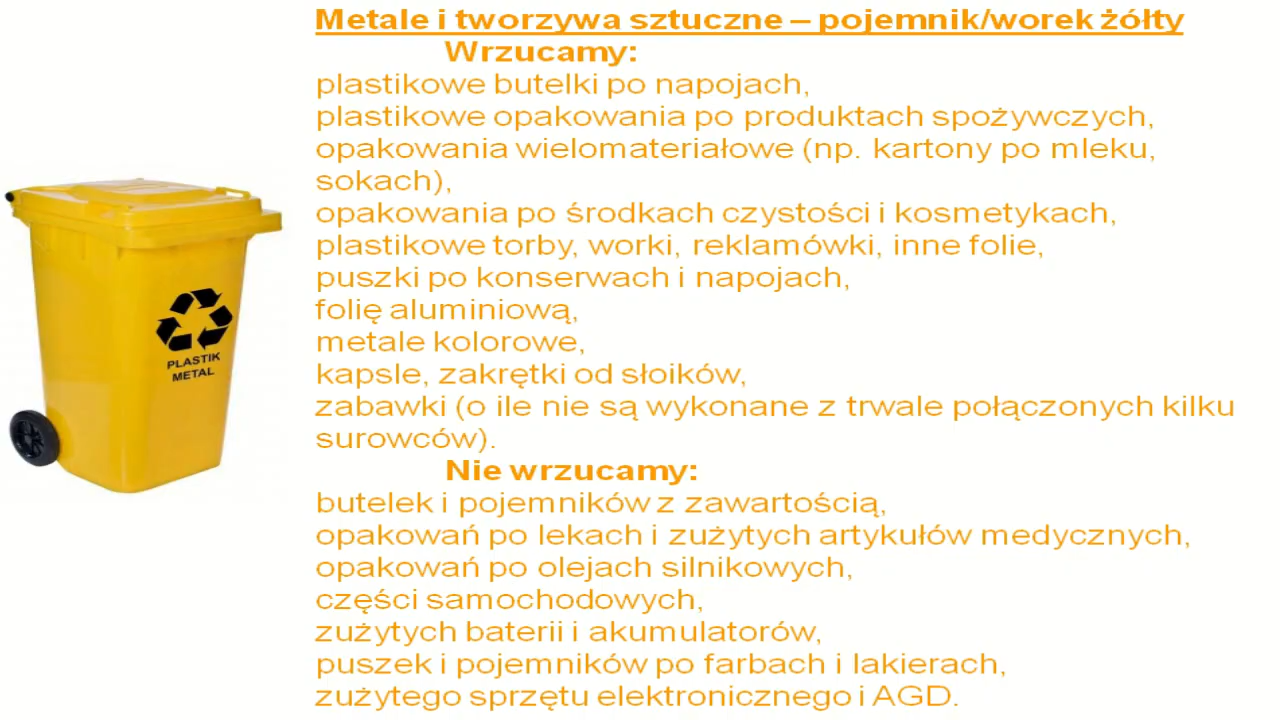 Metale i tworzywa sztuczne – pojemnik/worek żółty
Wrzucamy:
plastikowe butelki po napojach,
plastikowe opakowania po produktach spożywczych,
opakowania wielomateriałowe (np. kartony po mleku,
sokach),
opakowania po środkach czystości i kosmetykach,
plastikowe torby, worki, reklamówki, inne folie,
puszki po konserwach i napojach,
folię aluminiową,
metale kolorowe,
kapsle, zakrętki od słoików,
zabawki (o ile nie są wykonane z trwale połączonych kilku
surowców).
Nie wrzucamy:
butelek i pojemników z zawartością,
opakowań po lekach i zużytych artykułów medycznych,
opakowań po olejach silnikowych,
części samochodowych,
zużytych baterii i akumulatorów,
puszek i pojemników po farbach i lakierach,
zużytego sprzętu elektronicznego i AGD.
PLASTIK
METAL